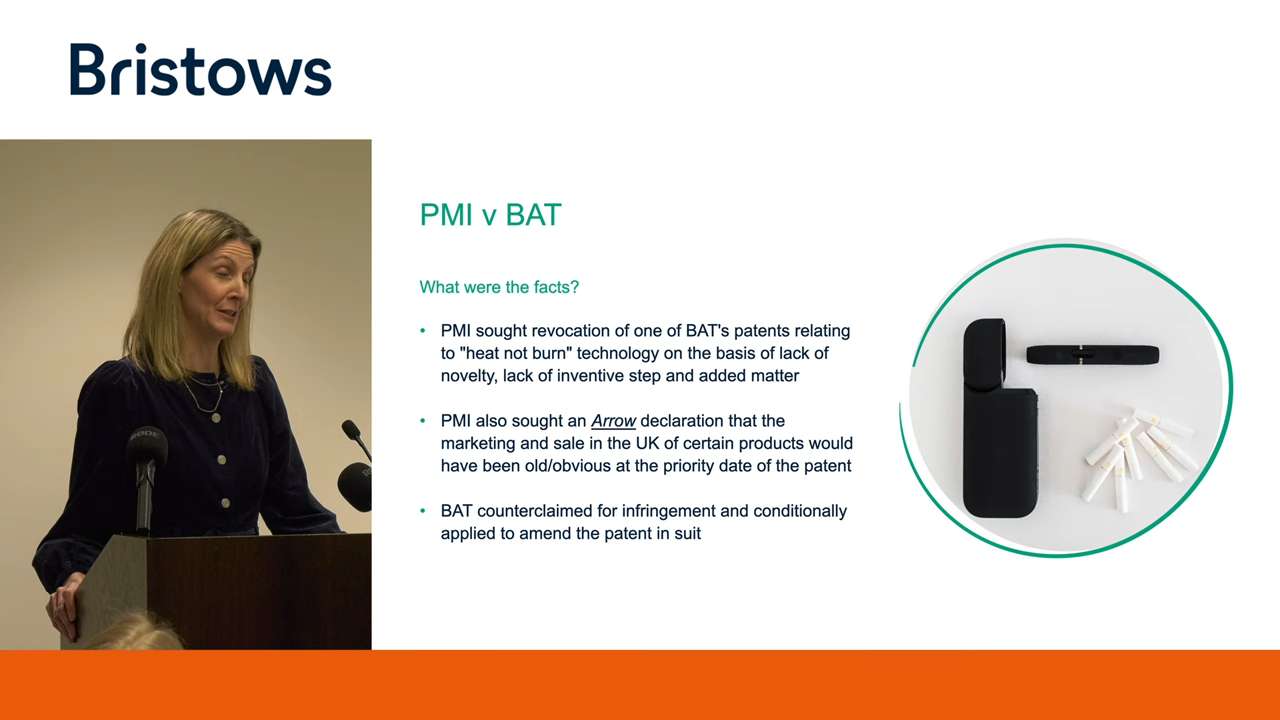 Bristows
PMI v BAT
What were the facts?
• PMI sought revocation of one of BAT's patents relating
to "heat not burn" technology on the basis of lack of
novelty, lack of inventive step and added matter
• PMI also sought an Arrow declaration that the
marketing and sale in the UK of certain products would
have been old/obvious at the priority date of the patent
• BAT counterclaimed for infringement and conditionally
applied to amend the patent in suit
RODE